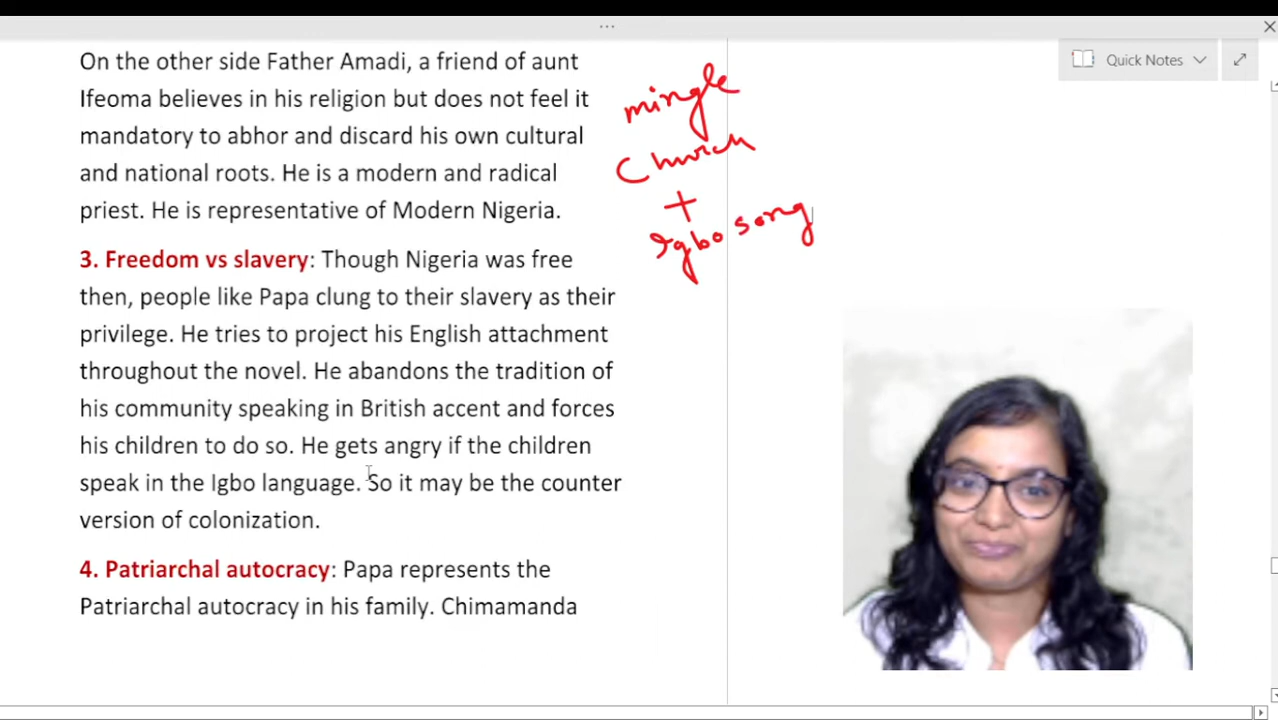 Quick Notes
On the other side Father Amadi, a friend of aunt
Ifeoma believes in his religion but does not feel it
mandatory to abhor and discard his own cultural
and national roots. He is a modern and radical
priest. He is representative of Modern Nigeria.
mingle
Church
+
Igbo song
3. Freedom vs slavery: Though Nigeria was free
then, people like Papa clung to their slavery as their
privilege. He tries to project his English attachment
throughout the novel. He abandons the tradition of
his community speaking in British accent and forces
his children to do so. He gets angry if the children
speak in the Igbo language. So it may be the counter
version of colonization.
4. Patriarchal autocracy: Papa represents the
Patriarchal autocracy in his family. Chimamanda